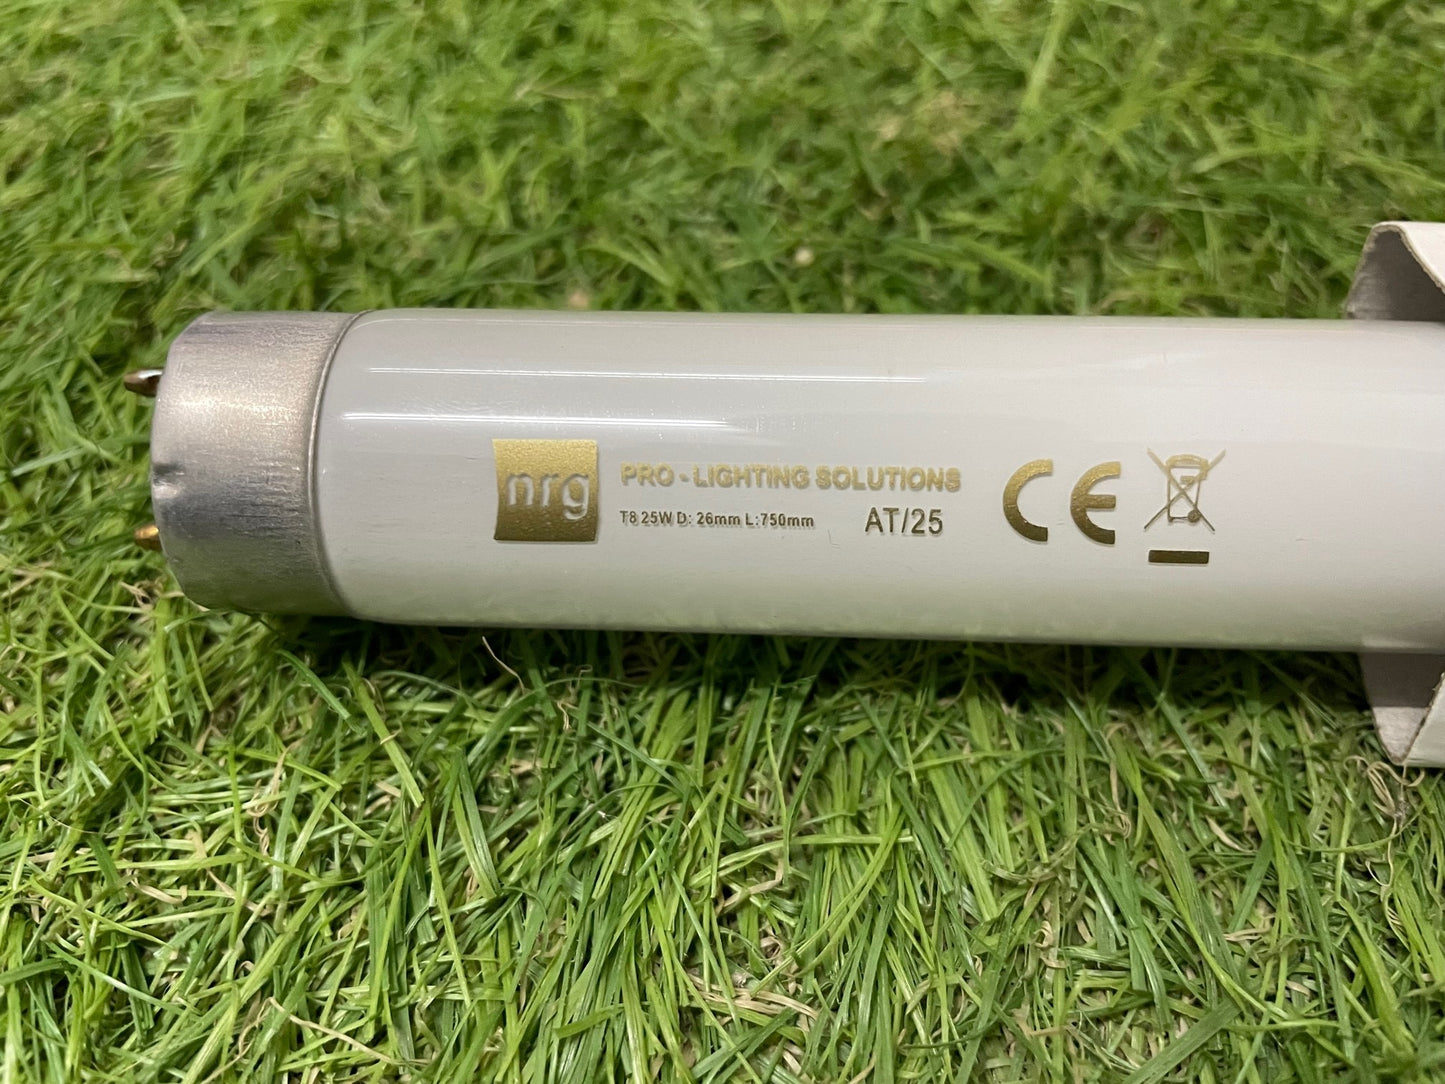 nrg
PRO - LIGHTING SOLUTIONS
T8 25W D: 26mm L:750mm AT/25
CE